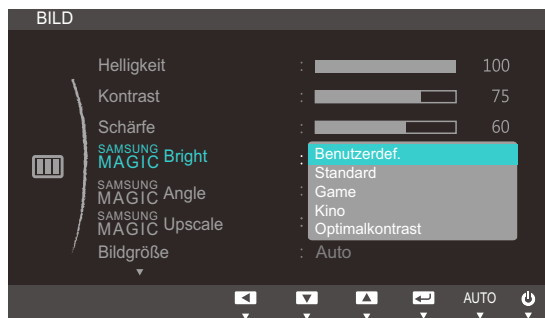 BILD
Helligkeit : 100
Kontrast : 75
Schärfe : 60
SAMSUNG MAGIC Bright :
Benutzerdef.
Standard
Game
Kino
Optimalkontrast
SAMSUNG MAGIC Angle :
SAMSUNG MAGIC Upscale :
Bildgröße : Auto
AUTO